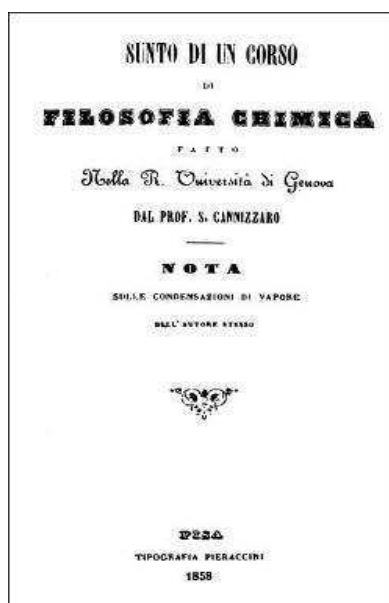 SUNTO DI UN CORSO
DI
FILOSOFIA CHIMICA
FATTO
Nella R. Università di Genova
DAL PROF. S. CANNIZZARO
NOTA
SULLE CONDENSAZIONI DI VAPORE
DELL'AUTORE STESSO
PISA
TIPOGRAFIA PIERACCINI
1858